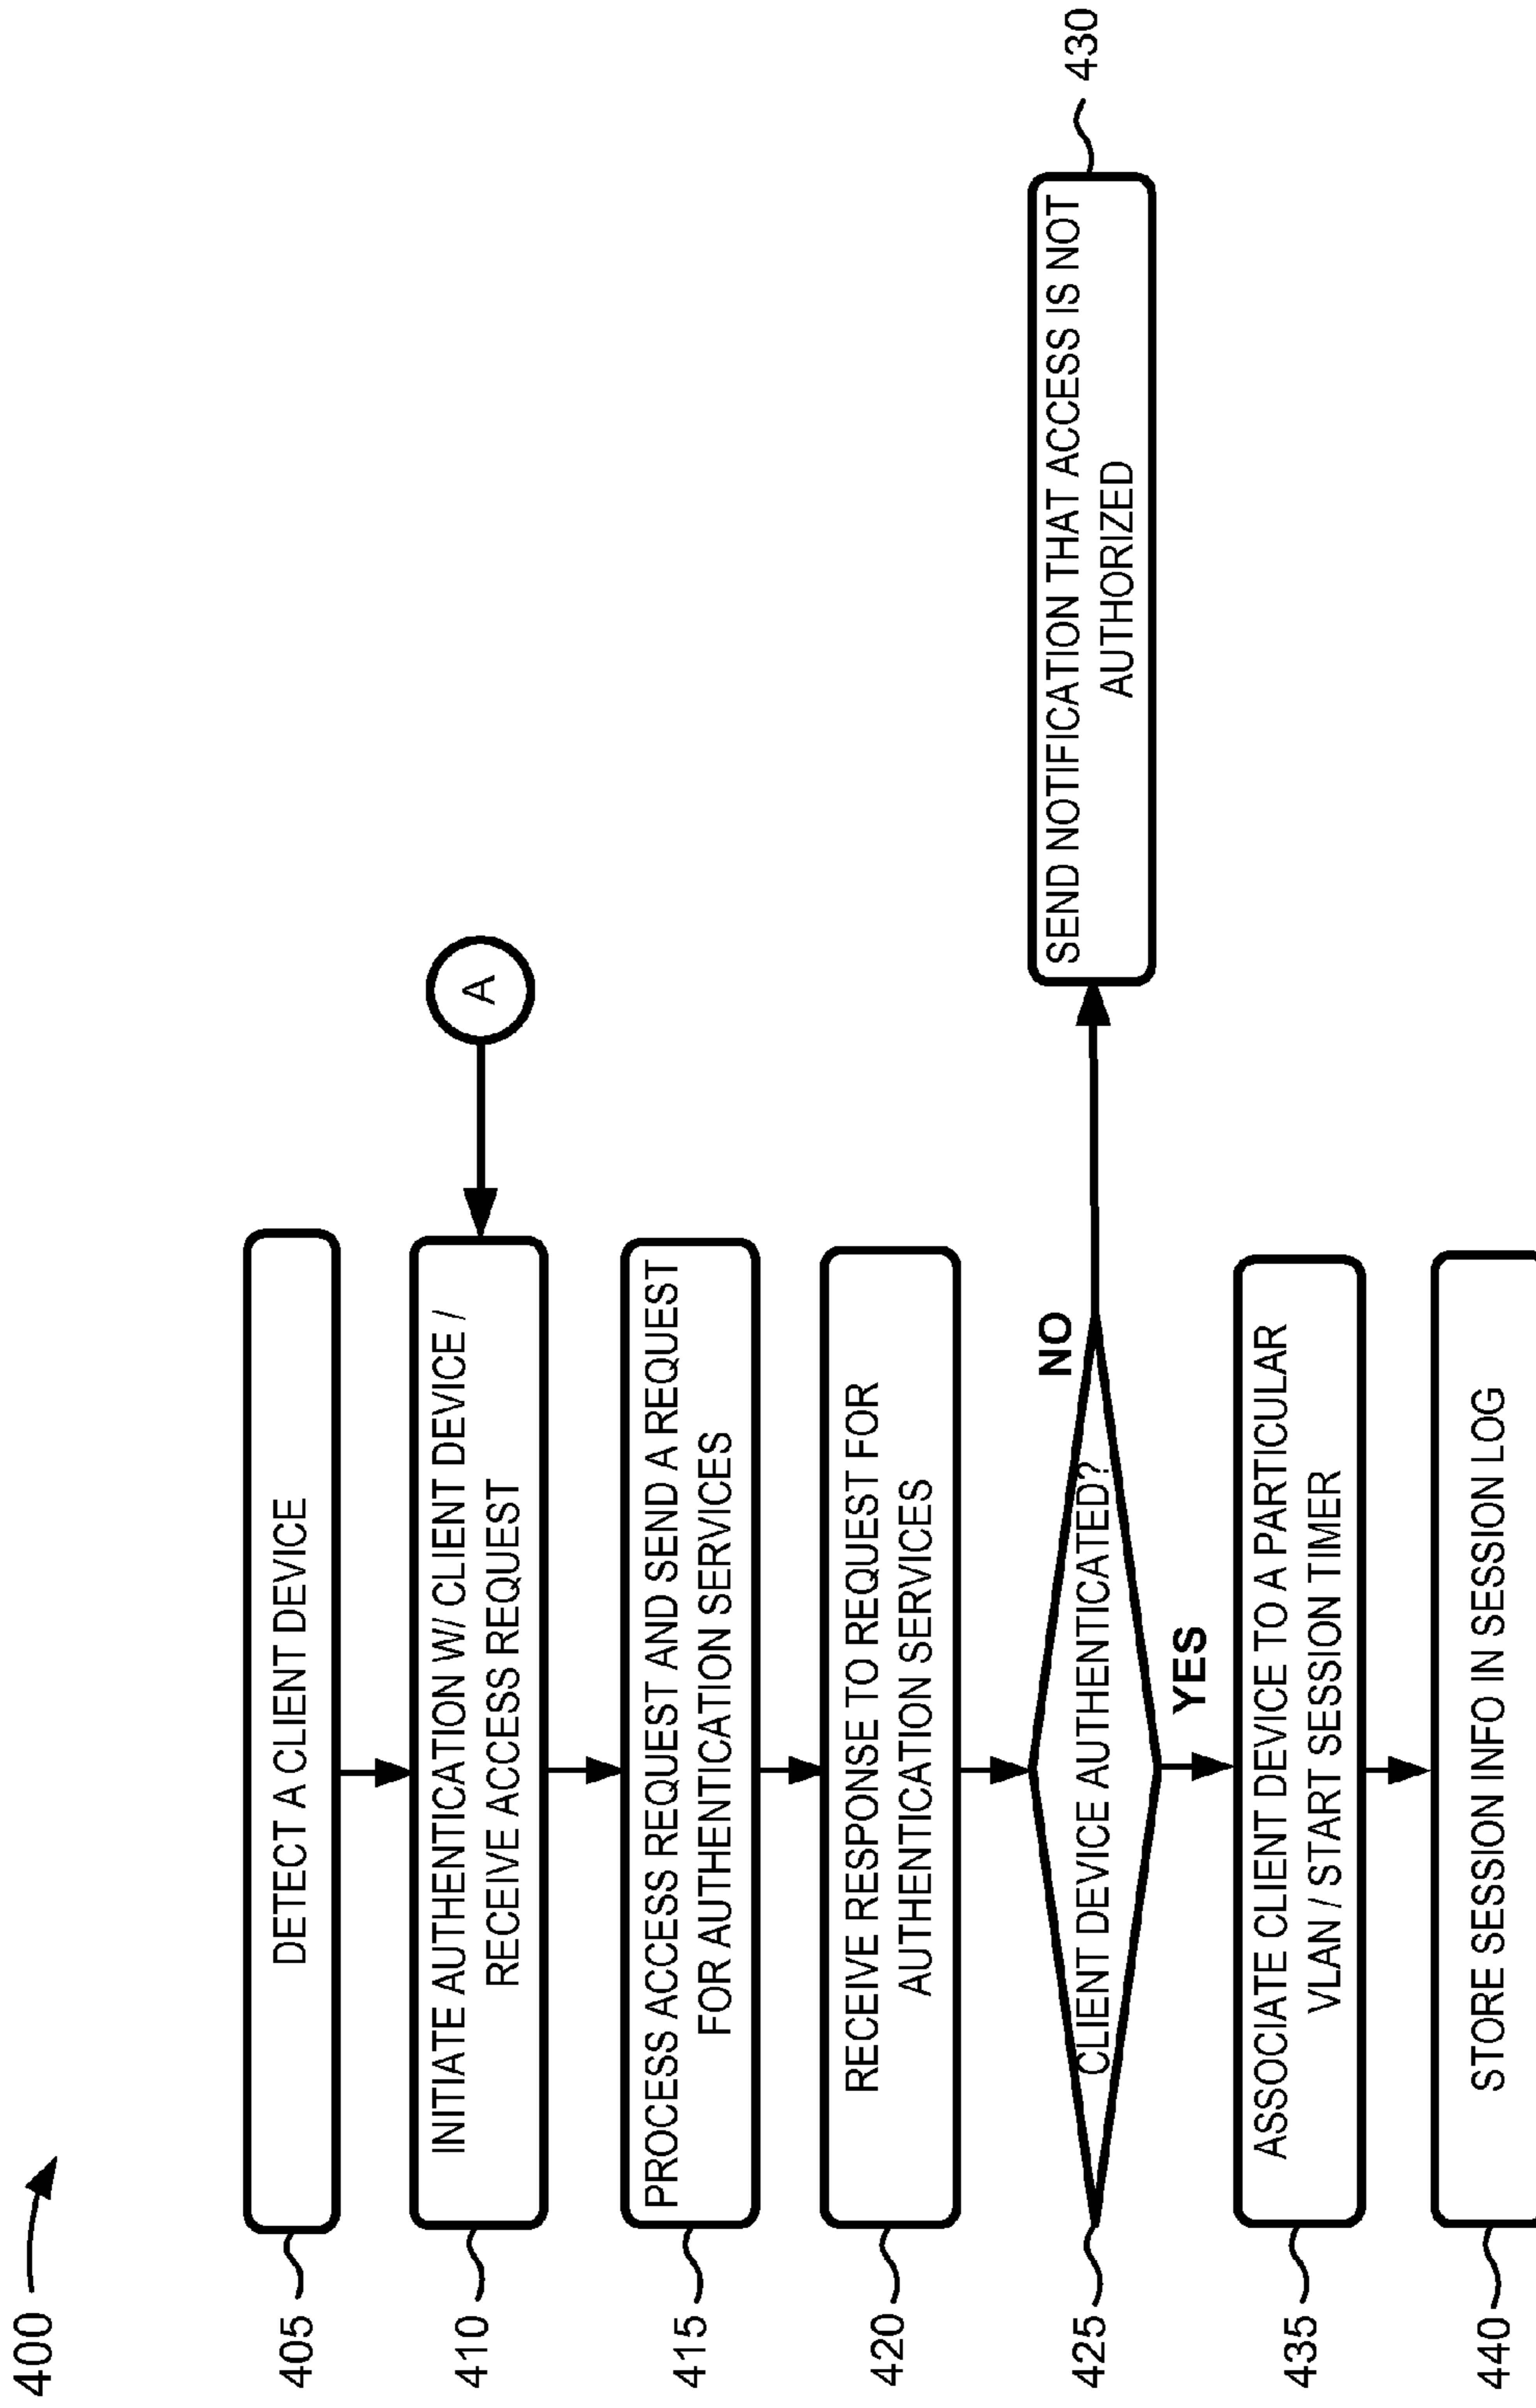 400
405
DETECT A CLIENT DEVICE
410
INITIATE AUTHENTICATION W/ CLIENT DEVICE /
RECEIVE ACCESS REQUEST
A
415
PROCESS ACCESS REQUEST AND SEND A REQUEST
FOR AUTHENTICATION SERVICES
420
RECEIVE RESPONSE TO REQUEST FOR
AUTHENTICATION SERVICES
425
CLIENT DEVICE AUTHENTICATED?
NO
SEND NOTIFICATION THAT ACCESS IS NOT
AUTHORIZED
430
YES
435
ASSOCIATE CLIENT DEVICE TO A PARTICULAR
VLAN / START SESSION TIMER
440
STORE SESSION INFO IN SESSION LOG